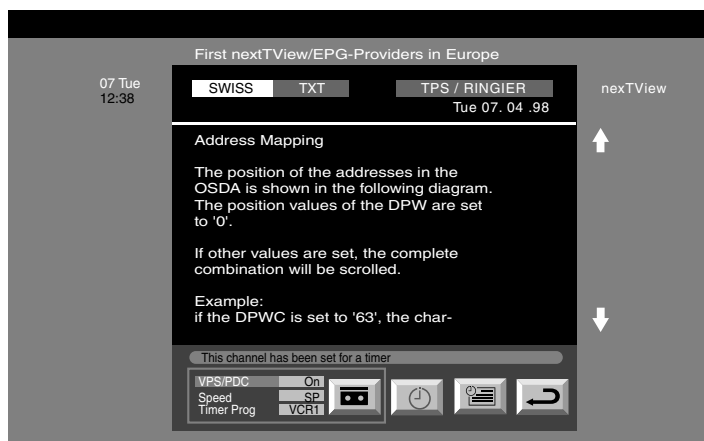 First nextTView/EPG-Providers in Europe
07 Tue
12:38
SWISS TXT TPS / RINGIER
nexTView
Tue 07. 04 .98
Address Mapping
The position of the addresses in the
OSDA is shown in the following diagram.
The position values of the DPW are set
to '0'.
If other values are set, the complete
combination will be scrolled.
Example:
if the DPWC is set to '63', the char-
This channel has been set for a timer
VPS/PDC On
Speed SP
Timer Prog VCR1